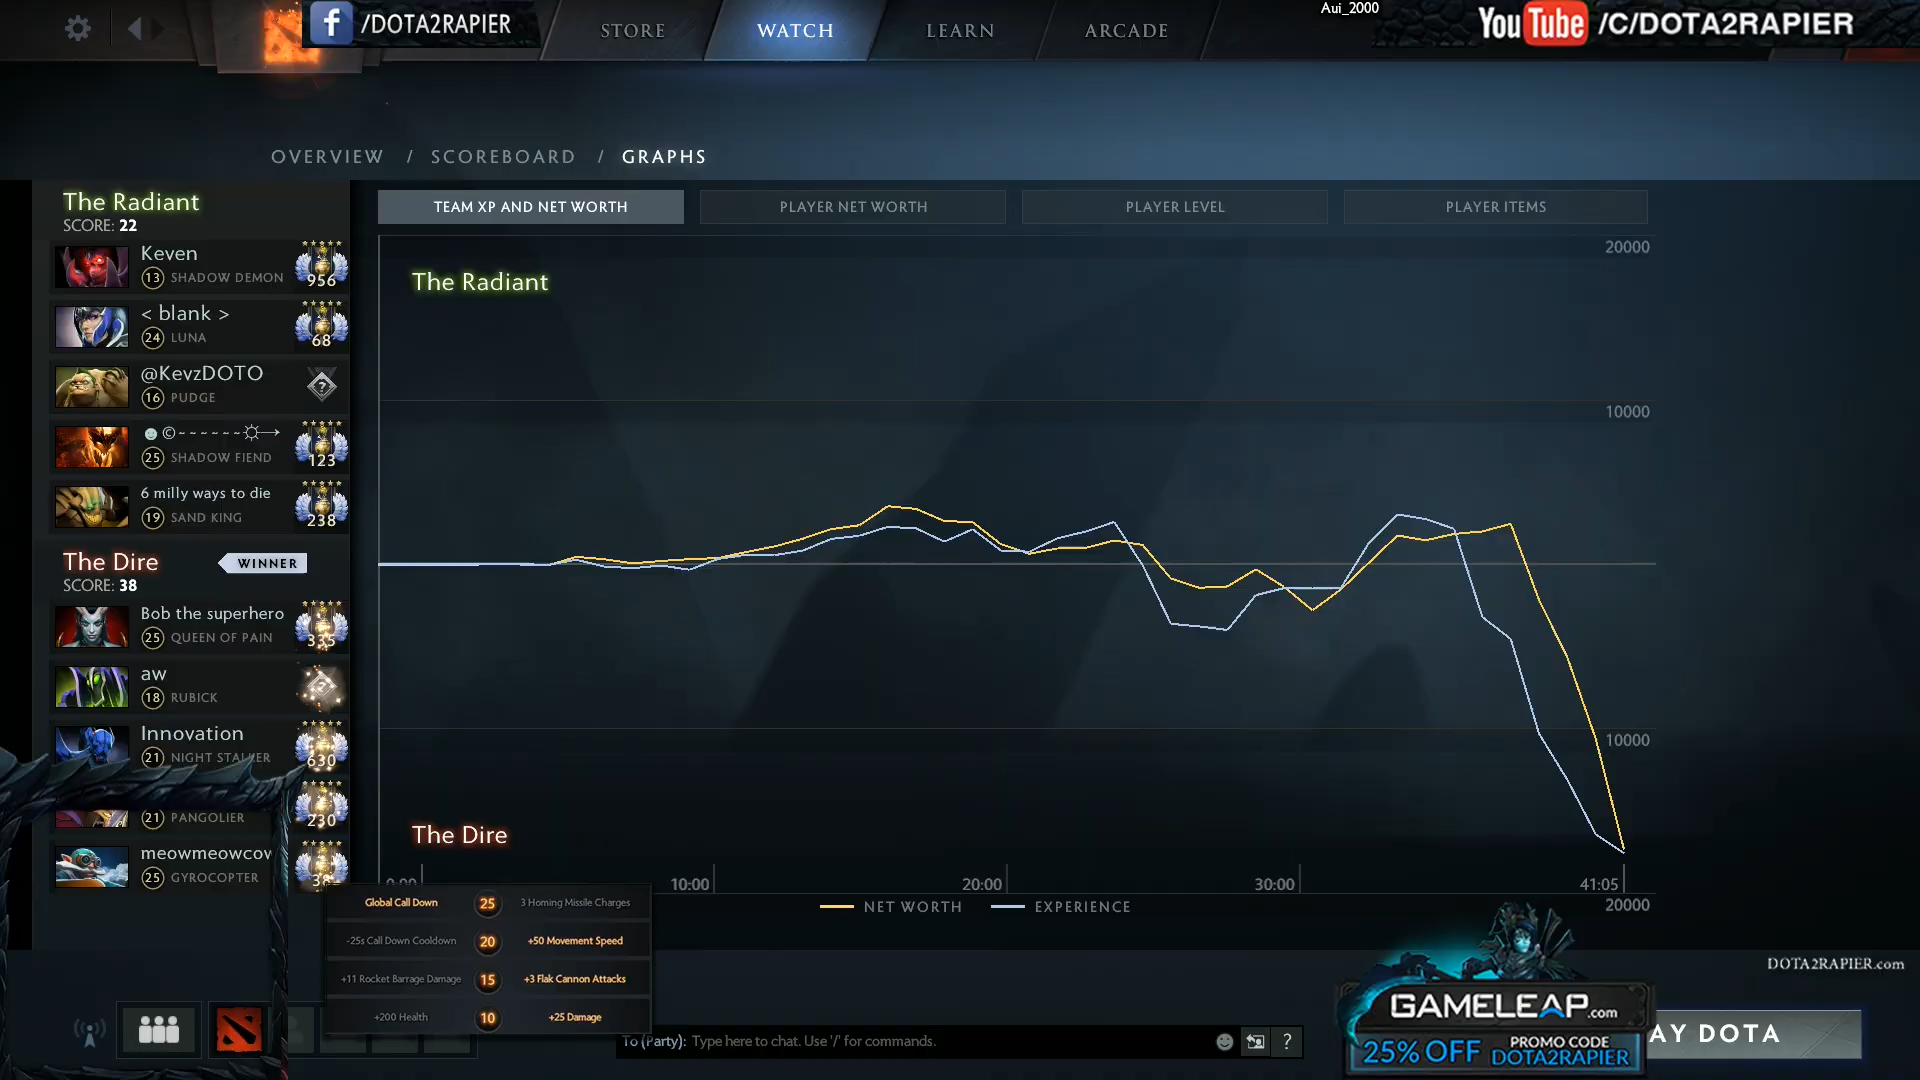 /DOTA2RAPIER
STORE
WATCH
LEARN
ARCADE
Aui_2000
YouTube /C/DOTA2RAPIER
OVERVIEW / SCOREBOARD / GRAPHS
The Radiant
SCORE: 22
Keven
13 SHADOW DEMON
956
< blank >
24 LUNA
68
@KevzDOTO
16 PUDGE
?
☻©~~~~~~☼→
25 SHADOW FIEND
123
6 milly ways to die
19 SAND KING
238
The Dire
WINNER
SCORE: 38
Bob the superhero
25 QUEEN OF PAIN
335
aw
18 RUBICK
?
Innovation
21 NIGHT STALKER
630
21 PANGOLIER
230
meowmeowcow
25 GYROCOPTER
TEAM XP AND NET WORTH
PLAYER NET WORTH
PLAYER LEVEL
PLAYER ITEMS
20000
The Radiant
10000
10000
The Dire
0:00
10:00
20:00
30:00
41:05
20000
NET WORTH
EXPERIENCE
Global Call Down 25 3 Homing Missile Charges
-25s Call Down Cooldown 20 +50 Movement Speed
+11 Rocket Barrage Damage 15 +3 Flak Cannon Attacks
+200 Health 10 +25 Damage
To (Party): Type here to chat. Use '/' for commands.
?
DOTA2RAPIER.com
GAMELEAP.com
25% OFF PROMO CODE DOTA2RAPIER
AY DOTA